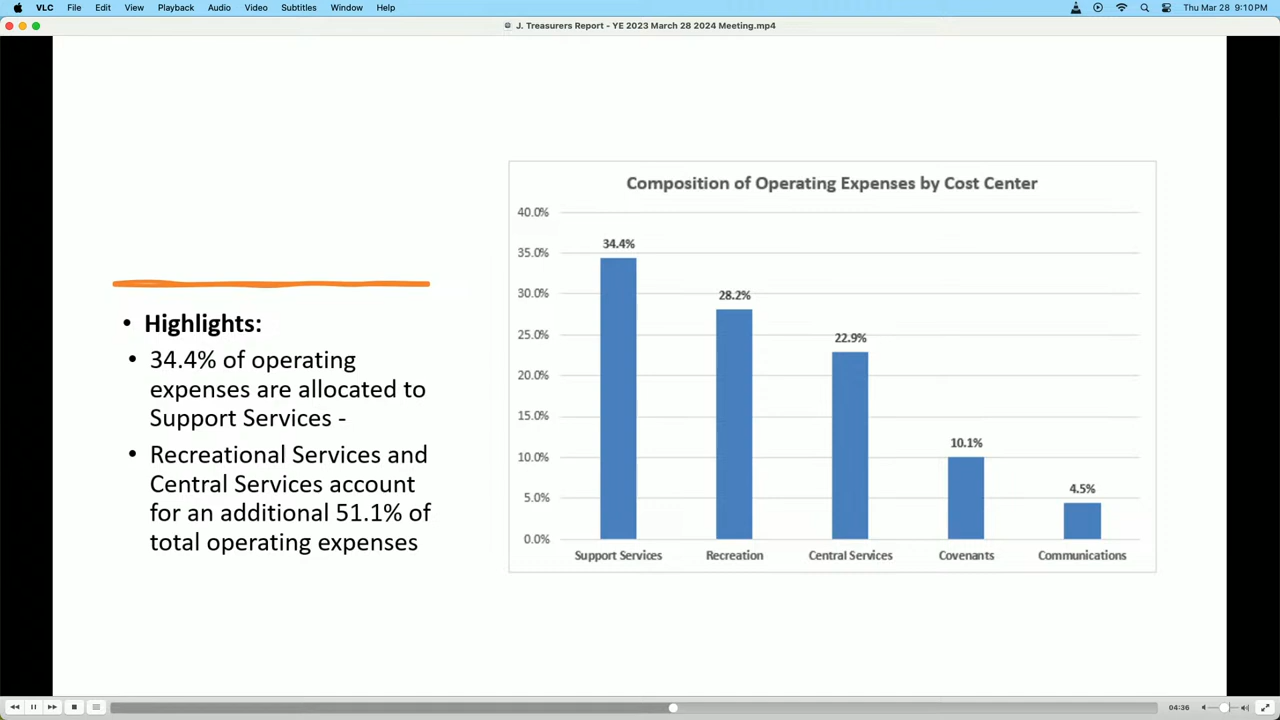 VLC File Edit View Playback Audio Video Subtitles Window Help Thu Mar 28 9:10 PM
J. Treasurers Report - YE 2023 March 28 2024 Meeting.mp4
• Highlights:
• 34.4% of operating
expenses are allocated to
Support Services -
• Recreational Services and
Central Services account
for an additional 51.1% of
total operating expenses
Composition of Operating Expenses by Cost Center
40.0%
35.0%
30.0%
25.0%
20.0%
15.0%
10.0%
5.0%
0.0%
34.4%
28.2%
22.9%
10.1%
4.5%
Support Services Recreation Central Services Covenants Communications
04:36